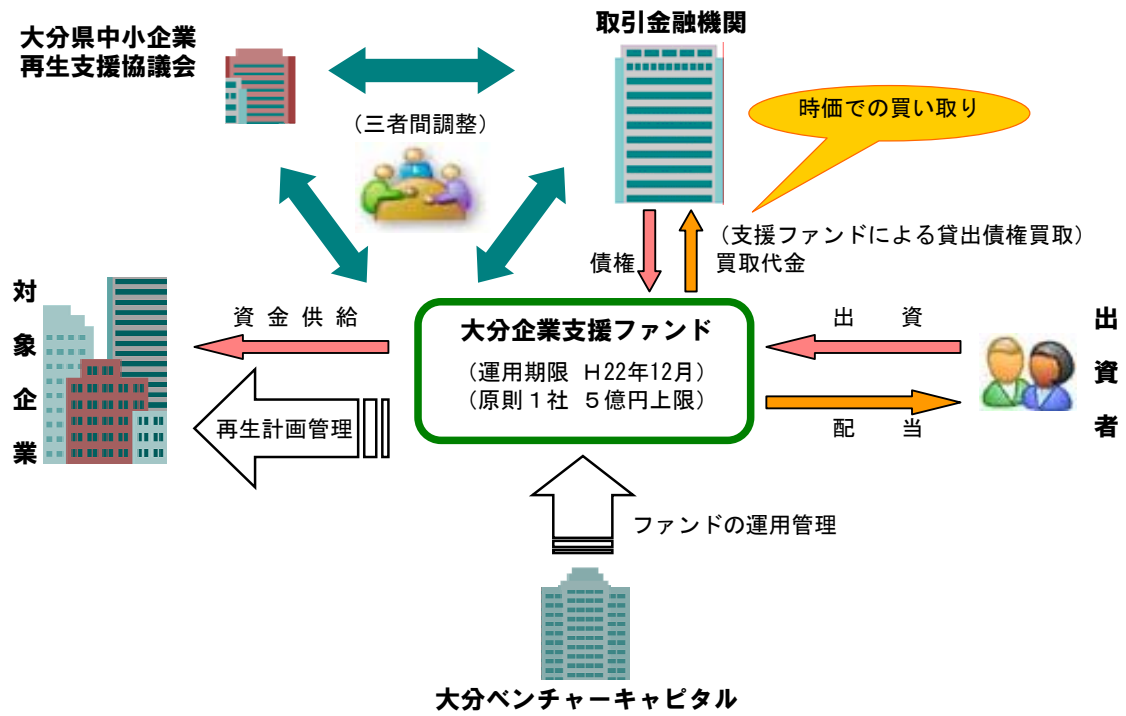 大分県中小企業
再生支援協議会
取引金融機関
時価での買い取り
（三者間調整）
債権
（支援ファンドによる貸出債権買取）
買取代金
対象企業
資金供給
再生計画管理
大分企業支援ファンド
（運用期限 Ｈ22年12月）
（原則１社 ５億円上限）
出資
配当
出資者
ファンドの運用管理
大分ベンチャーキャピタル